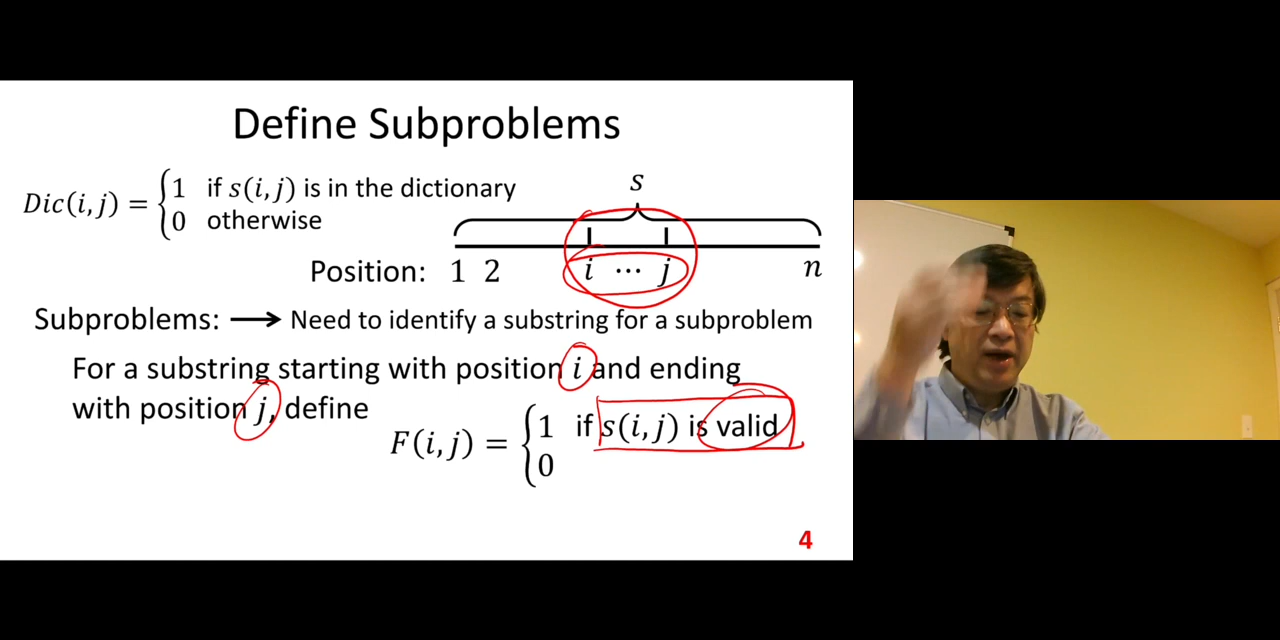 Define Subproblems
Dic(i, j) = { 1 if s(i, j) is in the dictionary
0 otherwise
s
Position: 1 2 i ⋯ j n
Subproblems: ⟶ Need to identify a substring for a subproblem
For a substring starting with position i and ending
with position j, define
F(i, j) = { 1 if s(i, j) is valid
0
4